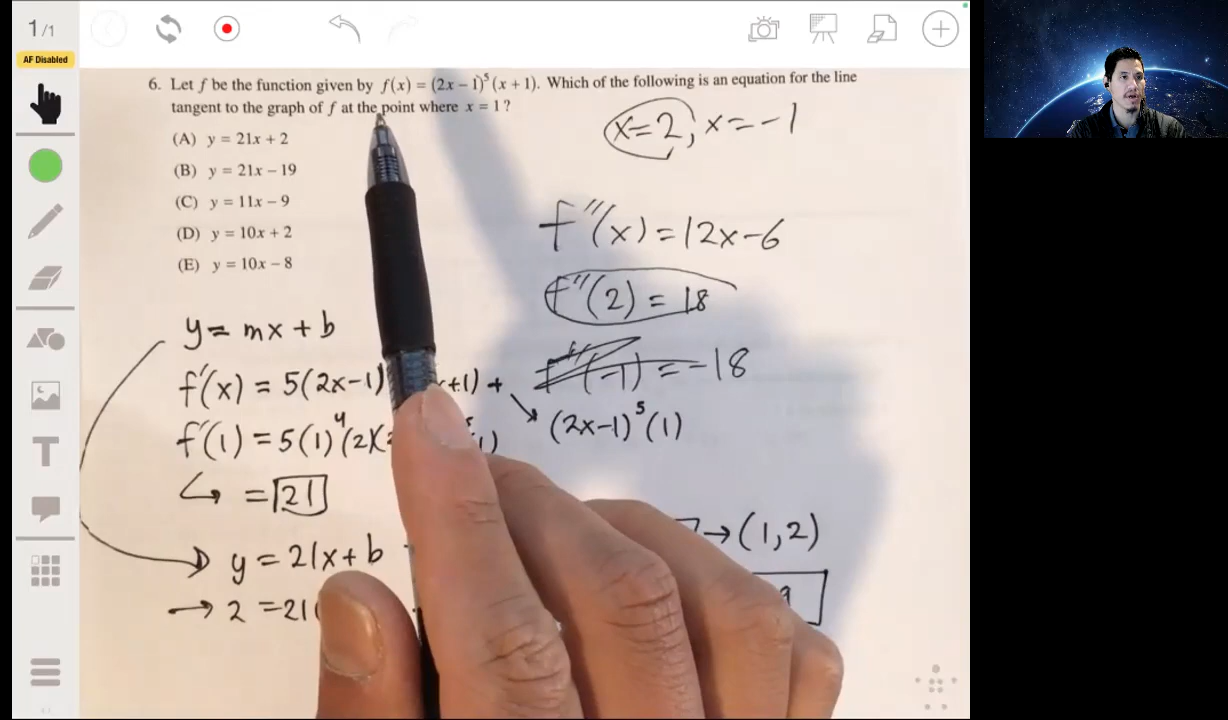 1/1
AF Disabled
6. Let f be the function given by f(x) = (2x − 1)⁵(x + 1). Which of the following is an equation for the line
tangent to the graph of f at the point where x = 1 ?
(A) y = 21x + 2
(B) y = 21x − 19
(C) y = 11x − 9
(D) y = 10x + 2
(E) y = 10x − 8
x=2, x=−1
f''(x)=12x−6
f''(2) = 18
f''(−1) = −18
y = mx + b
f'(x) = 5(2x−1) +1) +
(2x−1)⁵(1)
f'(1) = 5(1)⁴(2)( 1)
= 21
→ (1,2)
y = 21x + b
→ 2 = 21(
T